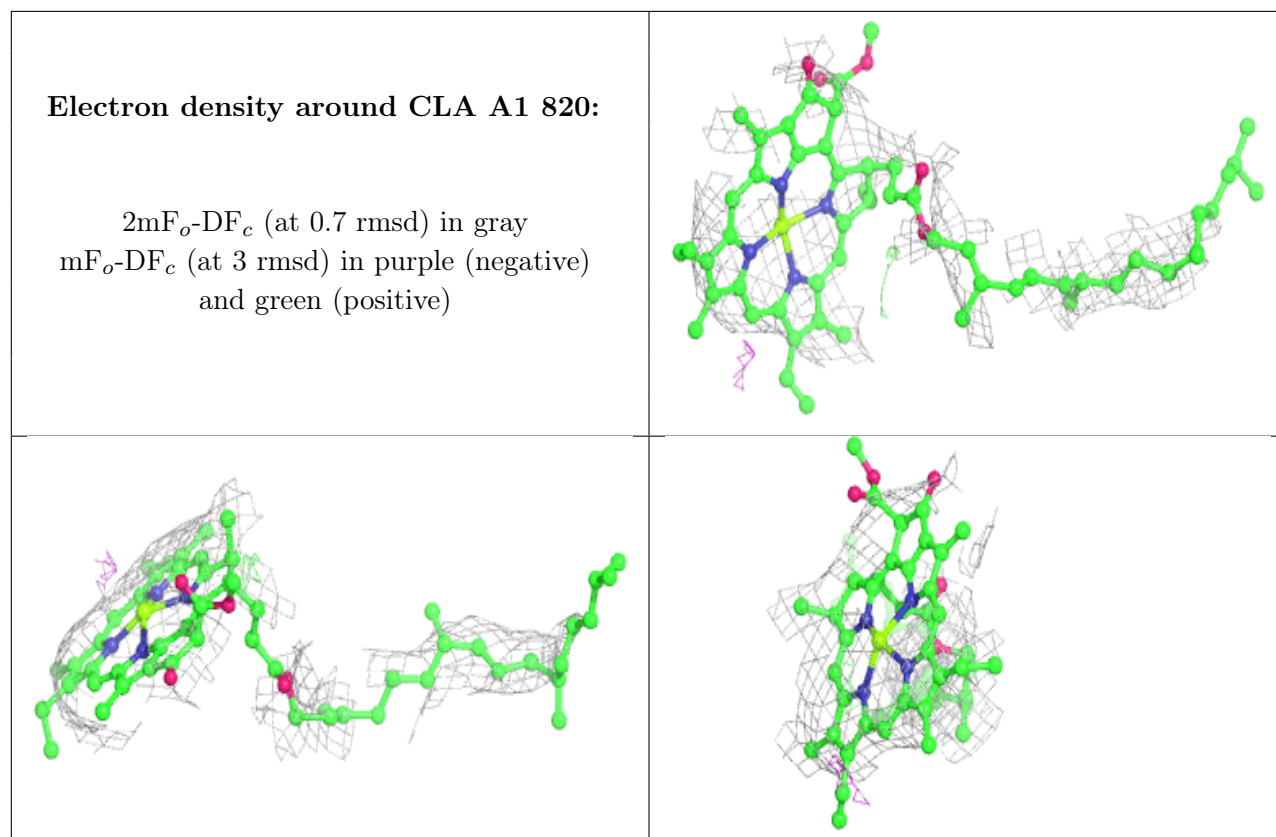 Electron density around CLA A1 820:
2mFₒ-DF𝑐 (at 0.7 rmsd) in gray
mFₒ-DF𝑐 (at 3 rmsd) in purple (negative)
and green (positive)